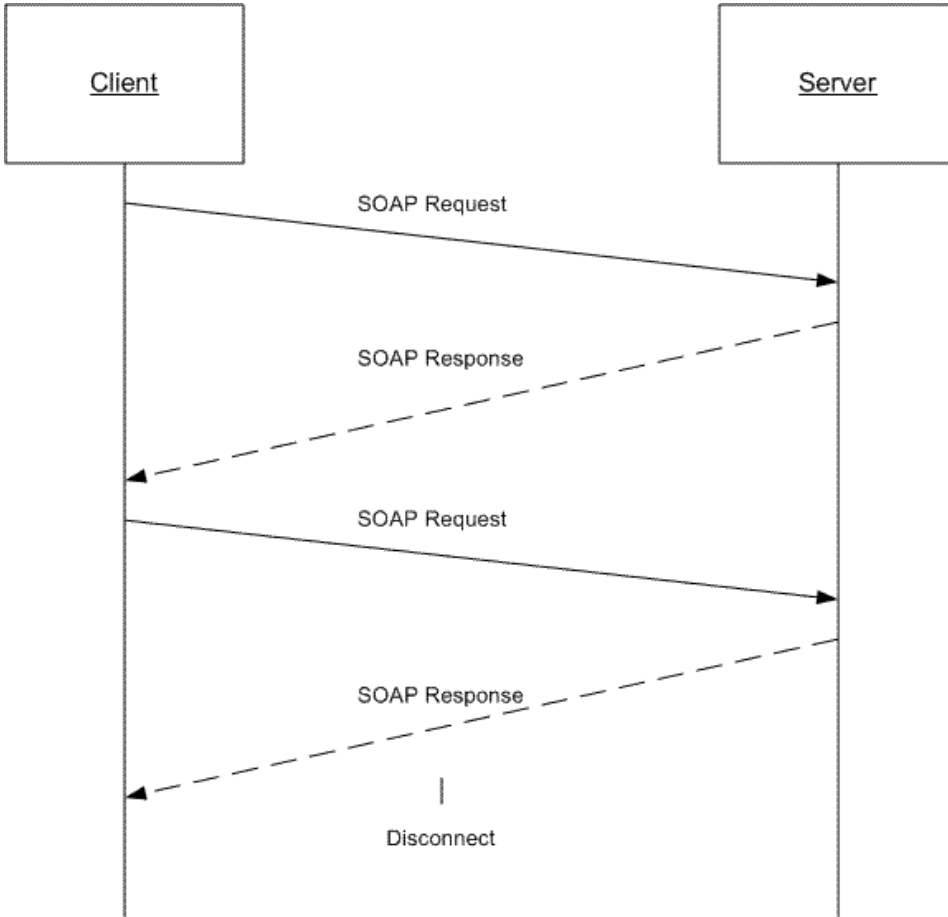 Client
Server
SOAP Request
SOAP Response
SOAP Request
SOAP Response
Disconnect